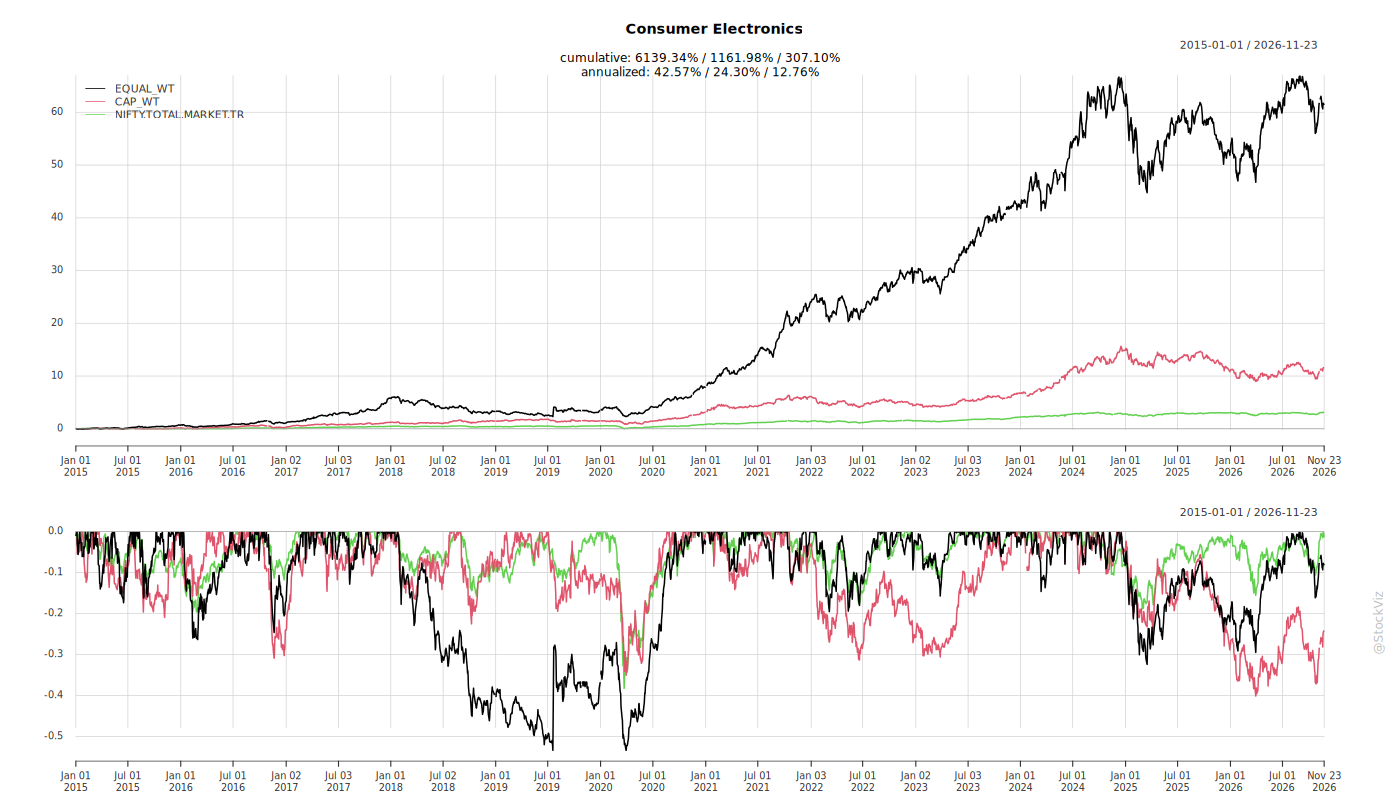 Consumer Electronics
2015-01-01 / 2026-11-23
cumulative: 6139.34% / 1161.98% / 307.10%
annualized: 42.57% / 24.30% / 12.76%
EQUAL_WT
CAP_WT
NIFTY.TOTAL.MARKET.TR
60
50
40
30
20
10
0
Jan 01 Jul 01 Jan 01 Jul 01 Jan 02 Jul 03 Jan 01 Jul 02 Jan 01 Jul 01 Jan 01 Jul 01 Jan 01 Jul 01 Jan 03 Jul 01 Jan 02 Jul 03 Jan 01 Jul 01 Jan 01 Jul 01 Jan 01 Jul 01 Nov 23
2015 2015 2016 2016 2017 2017 2018 2018 2019 2019 2020 2020 2021 2021 2022 2022 2023 2023 2024 2024 2025 2025 2026 2026 2026
2015-01-01 / 2026-11-23
0.0
-0.1
-0.2
-0.3
-0.4
-0.5
Jan 01 Jul 01 Jan 01 Jul 01 Jan 02 Jul 03 Jan 01 Jul 02 Jan 01 Jul 01 Jan 01 Jul 01 Jan 01 Jul 01 Jan 03 Jul 01 Jan 02 Jul 03 Jan 01 Jul 01 Jan 01 Jul 01 Jan 01 Jul 01 Nov 23
2015 2015 2016 2016 2017 2017 2018 2018 2019 2019 2020 2020 2021 2021 2022 2022 2023 2023 2024 2024 2025 2025 2026 2026 2026
@StockViz